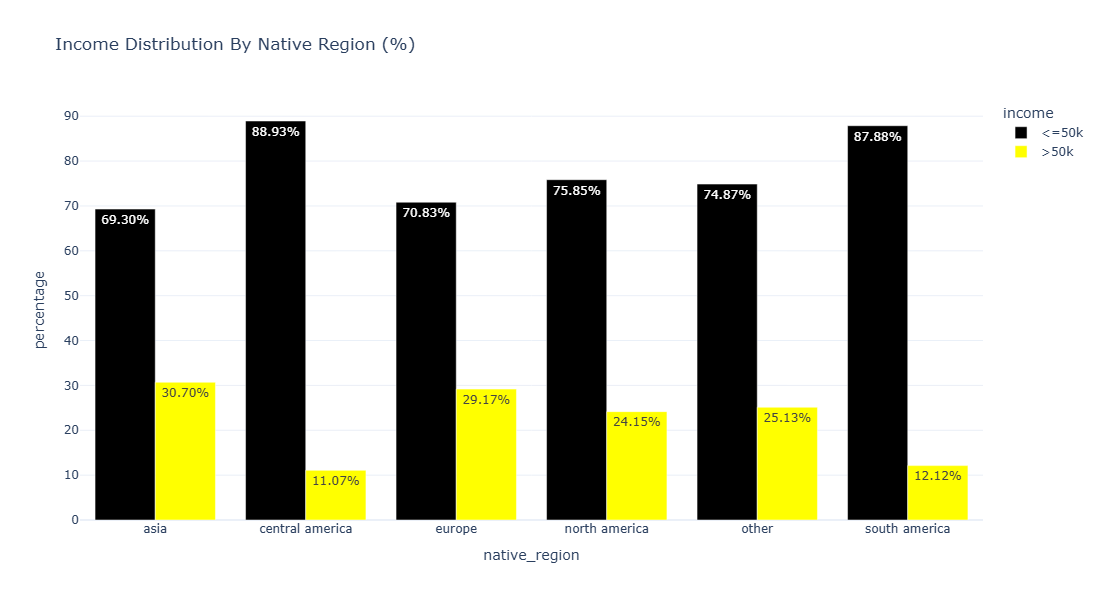 Income Distribution By Native Region (%)
income
<=50k
>50k
percentage
90
80
70
60
50
40
30
20
10
0
69.30%
30.70%
88.93%
11.07%
70.83%
29.17%
75.85%
24.15%
74.87%
25.13%
87.88%
12.12%
asia
central america
europe
north america
other
south america
native_region